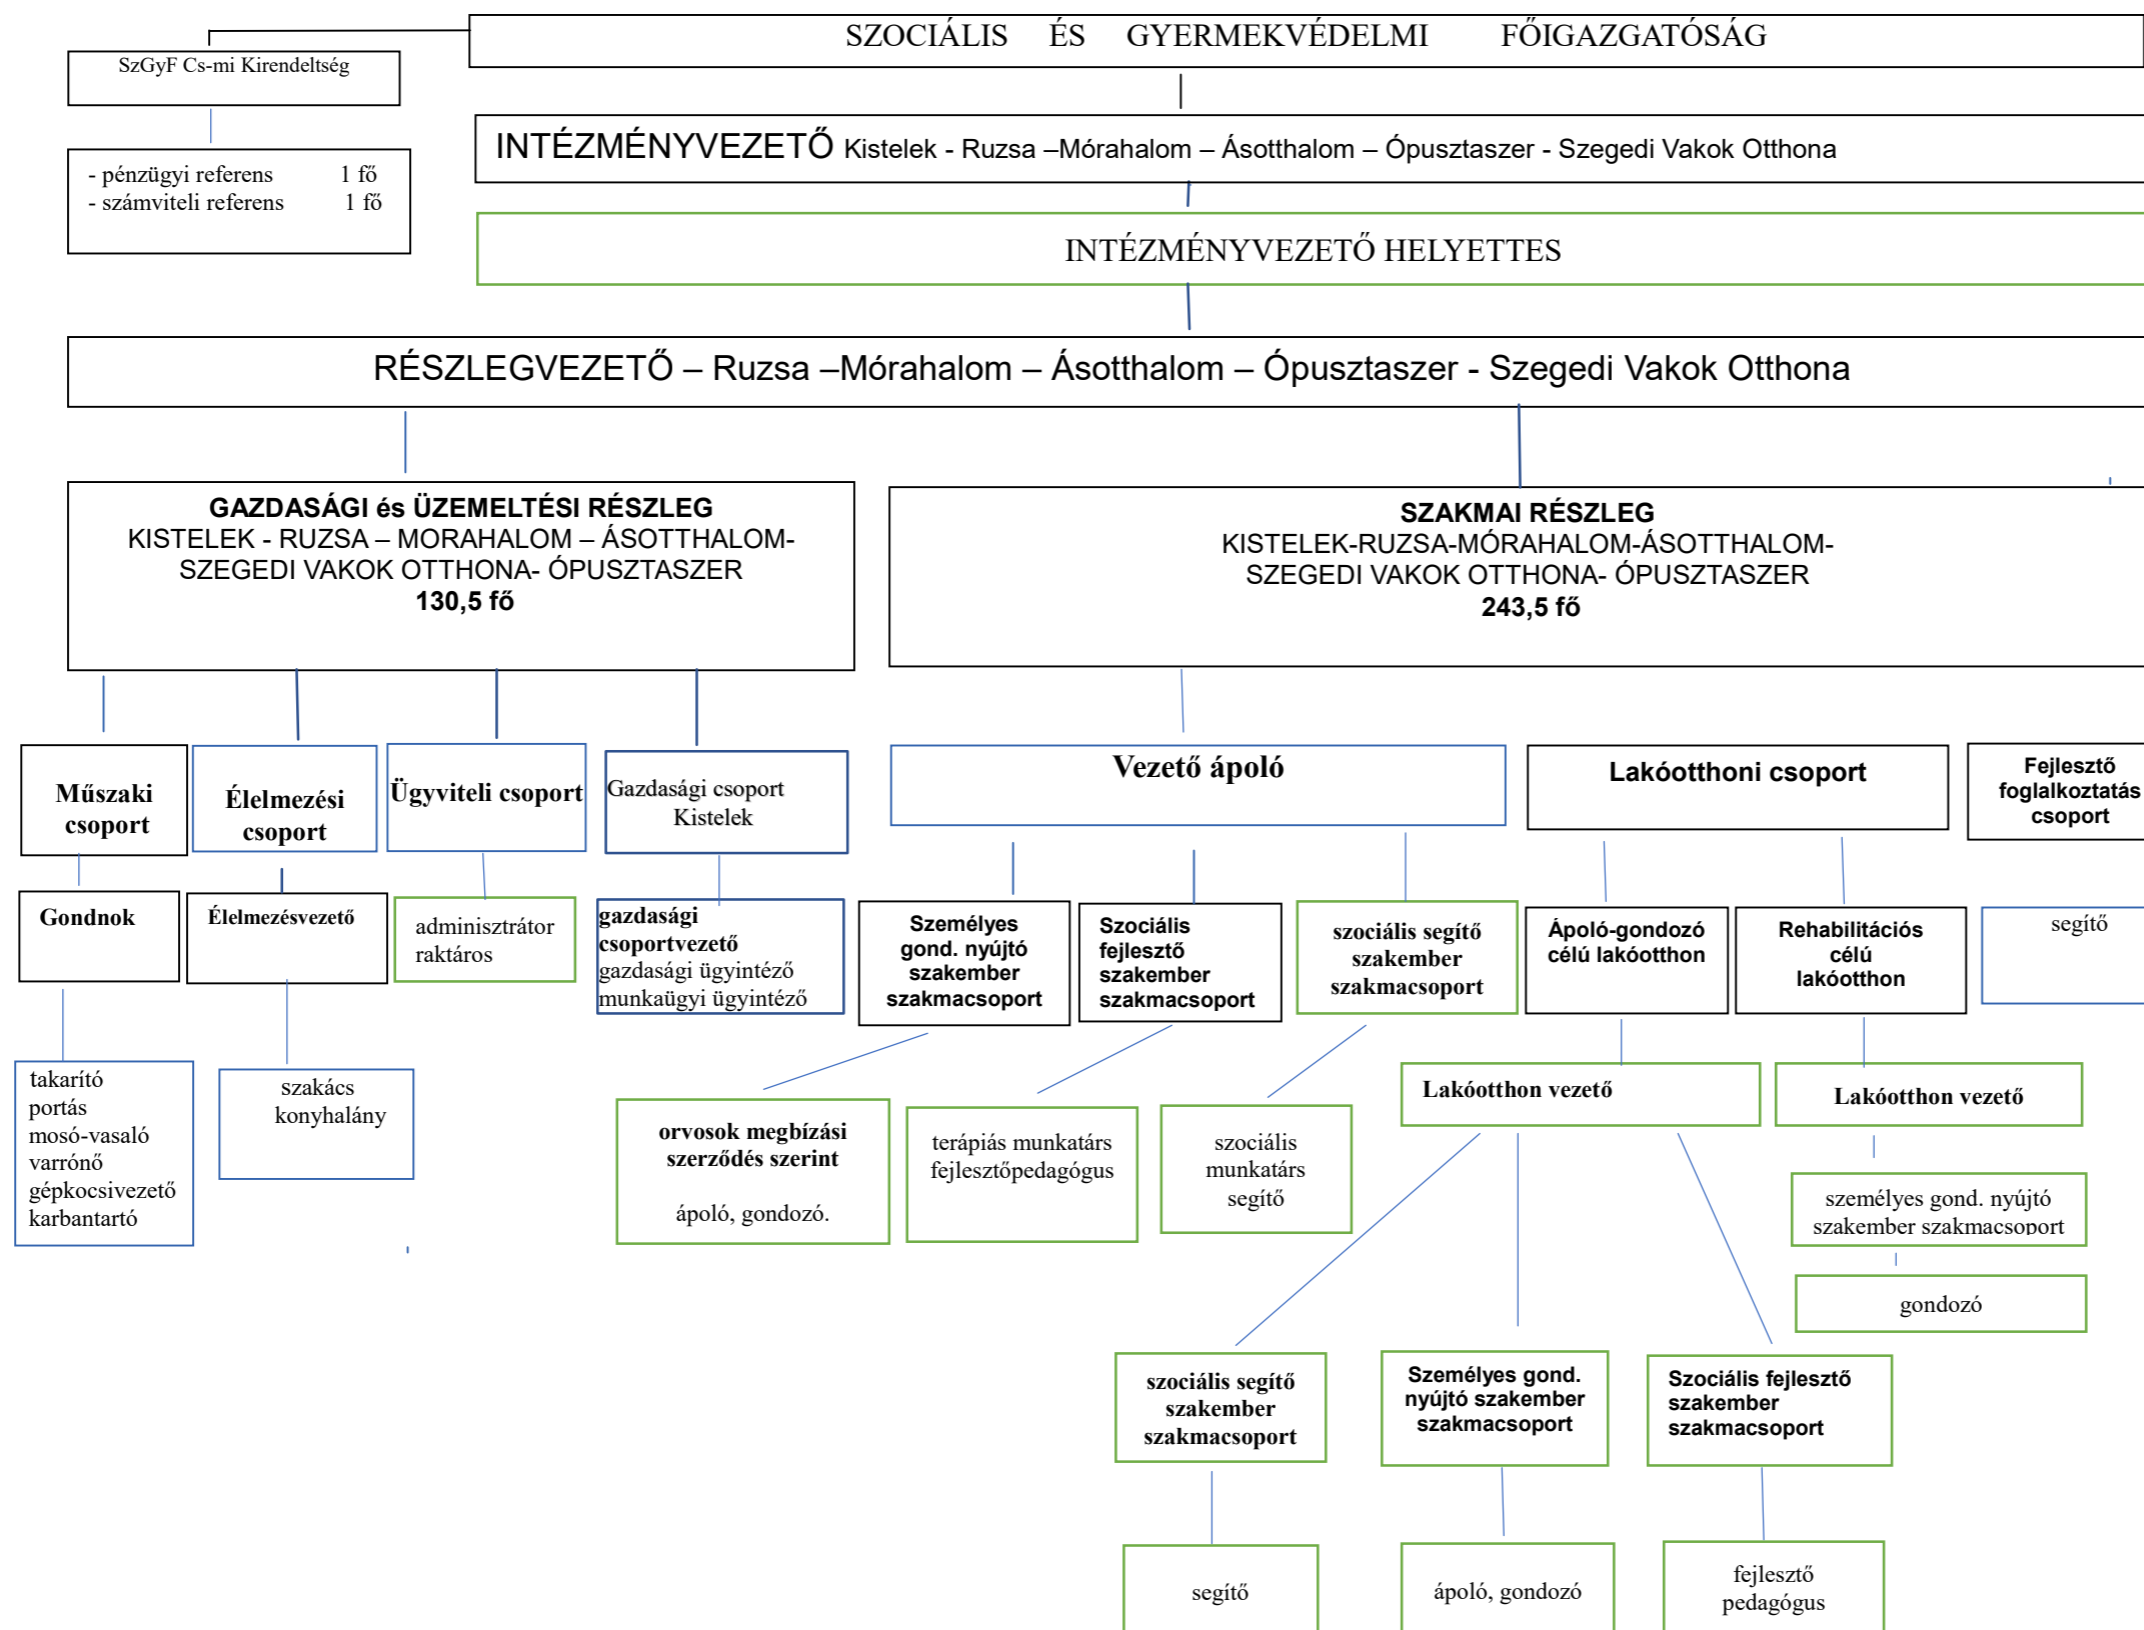 SZOCIÁLIS ÉS GYERMEKVÉDELMI FŐIGAZGATÓSÁG
SzGyF Cs-mi Kirendeltség
- pénzügyi referens 1 fő
- számviteli referens 1 fő
INTÉZMÉNYVEZETŐ Kistelek - Ruzsa –Mórahalom – Ásotthalom – Ópusztaszer - Szegedi Vakok Otthona
INTÉZMÉNYVEZETŐ HELYETTES
RÉSZLEGVEZETŐ – Ruzsa –Mórahalom – Ásotthalom – Ópusztaszer - Szegedi Vakok Otthona
GAZDASÁGI és ÜZEMELTÉSI RÉSZLEG
KISTELEK - RUZSA – MORAHALOM – ÁSOTTHALOM-
SZEGEDI VAKOK OTTHONA- ÓPUSZTASZER
130,5 fő
SZAKMAI RÉSZLEG
KISTELEK-RUZSA-MÓRAHALOM-ÁSOTTHALOM-
SZEGEDI VAKOK OTTHONA- ÓPUSZTASZER
243,5 fő
Műszaki
csoport
Élelmezési
csoport
Ügyviteli csoport
Gazdasági csoport
Kistelek
Vezető ápoló
Lakóotthoni csoport
Fejlesztő
foglalkoztatás
csoport
Gondnok
Élelmezésvezető
adminisztrátor
raktáros
gazdasági
csoportvezető
gazdasági ügyintéző
munkaügyi ügyintéző
Személyes
gond. nyújtó
szakember
szakmacsoport
Szociális
fejlesztő
szakember
szakmacsoport
szociális segítő
szakember
szakmacsoport
Ápoló-gondozó
célú lakóotthon
Rehabilitációs
célú
lakóotthon
segítő
takarító
portás
mosó-vasaló
varrónő
gépkocsivezető
karbantartó
szakács
konyhalány
orvosok megbízási
szerződés szerint
ápoló, gondozó.
terápiás munkatárs
fejlesztőpedagógus
szociális
munkatárs
segítő
Lakóotthon vezető
Lakóotthon vezető
személyes gond. nyújtó
szakember szakmacsoport
gondozó
szociális segítő
szakember
szakmacsoport
Személyes gond.
nyújtó szakember
szakmacsoport
Szociális fejlesztő
szakember
szakmacsoport
segítő
ápoló, gondozó
fejlesztő
pedagógus